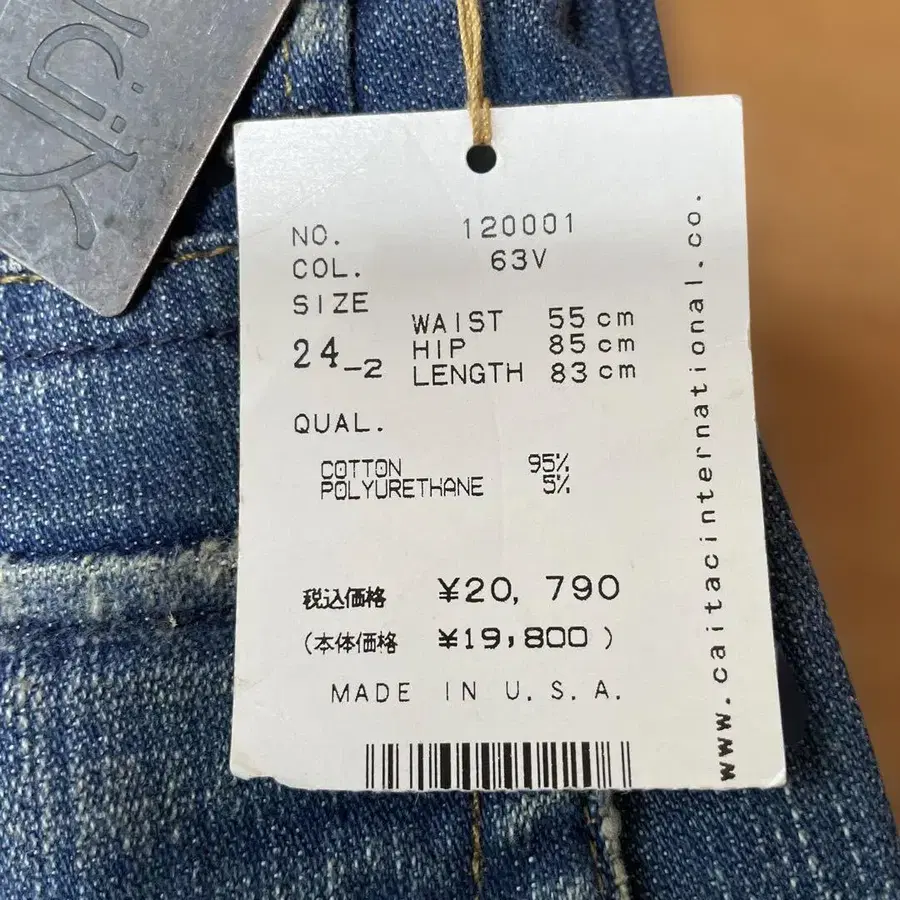 NO. 120001
COL. 63V
SIZE
24-2
WAIST 55cm
HIP 85cm
LENGTH 83cm
QUAL.
COTTON 95%
POLYURETHANE 5%
税込価格 ¥20,790
(本体価格 ¥19,800)
MADE IN U.S.A.
www.caitacinternational.co.